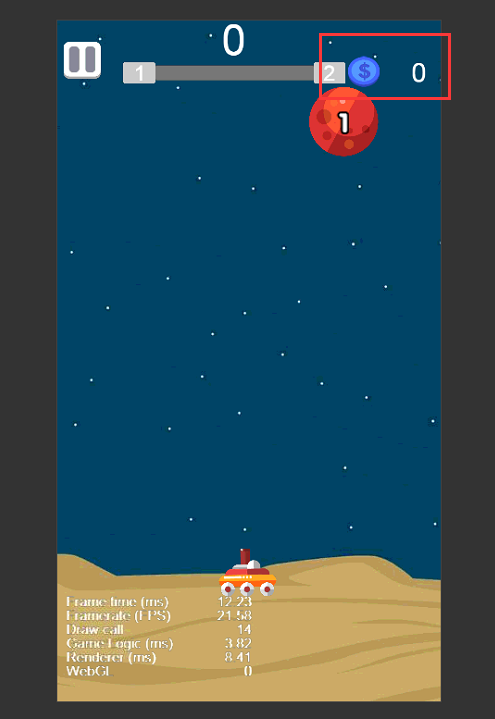 0
1 2 $ 0
1
Frame time (ms) 12.23
Framerate (FPS) 21.58
Draw call 14
Game Logic (ms) 3.82
Renderer (ms) 8.41
WebGL 0